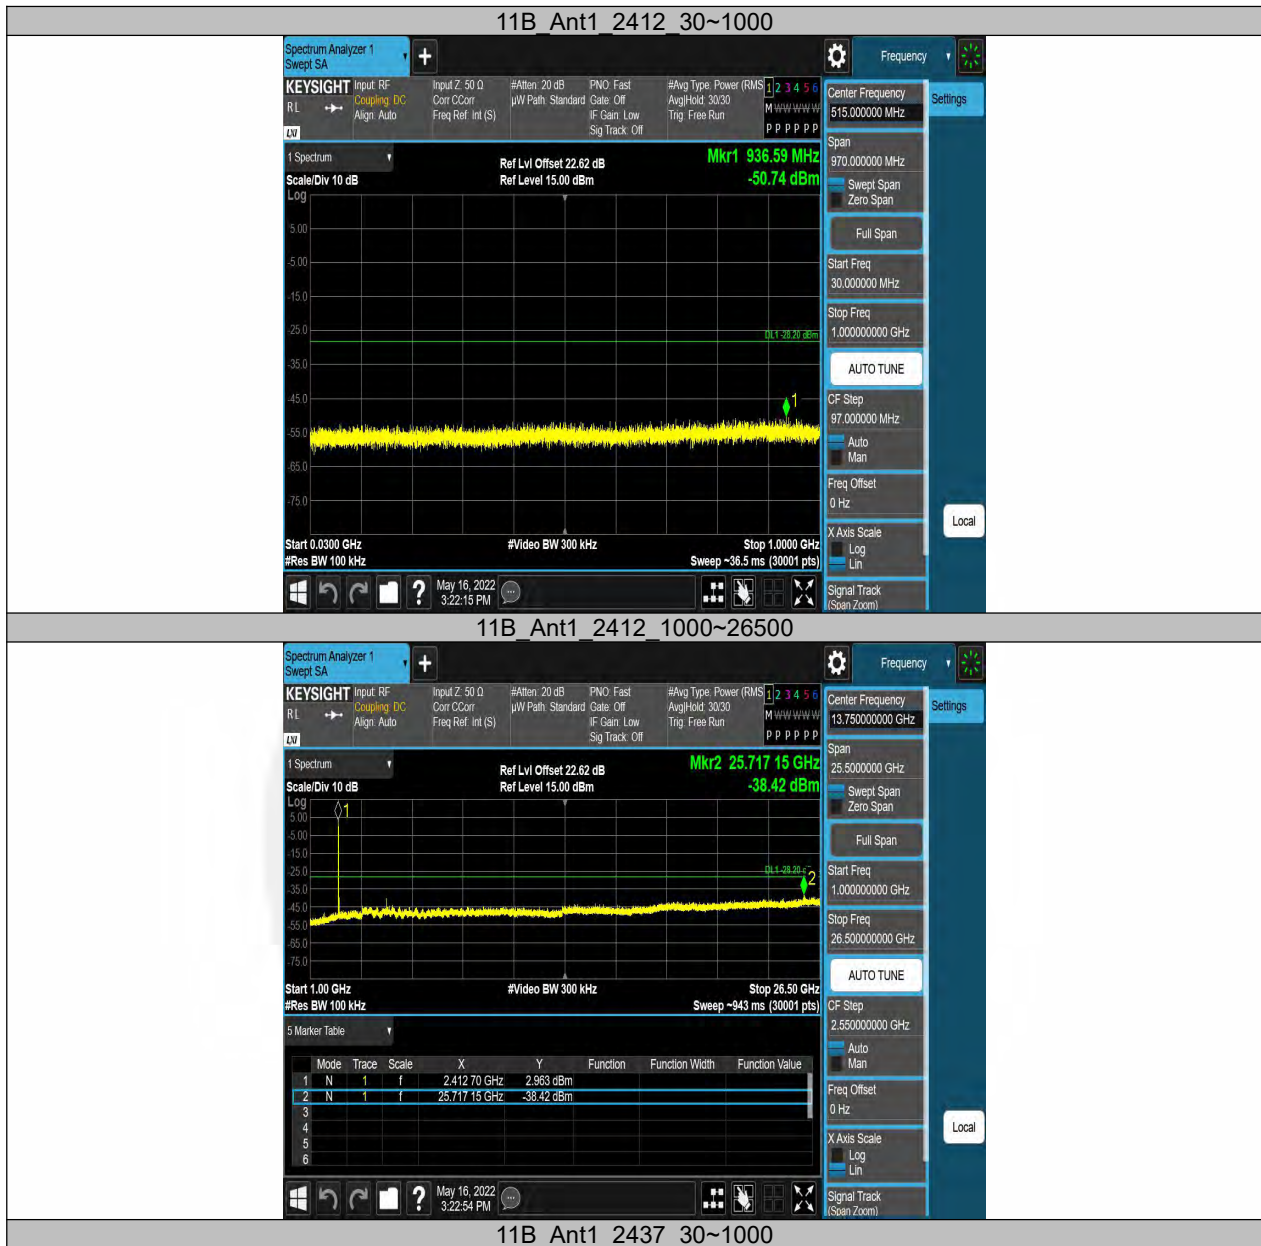 11B_Ant1_2412_30~1000
Spectrum Analyzer 1
Swept SA
+
Frequency
KEYSIGHT
RL
LXI
Input: RF
Coupling: DC
Align: Auto
Input Z: 50 Ω
Corr CCorr
Freq Ref: Int (S)
#Atten: 20 dB
µW Path: Standard
PNO: Fast
Gate: Off
IF Gain: Low
Sig Track: Off
#Avg Type: Power (RMS
Avg|Hold: 30/30
Trig: Free Run
1 2 3 4 5 6
M W W W W W
P P P P P P
Center Frequency
515.000000 MHz
Settings
1 Spectrum
Scale/Div 10 dB
Ref Lvl Offset 22.62 dB
Ref Level 15.00 dBm
Mkr1 936.59 MHz
-50.74 dBm
Span
970.000000 MHz
Swept Span
Zero Span
Full Span
Start Freq
30.000000 MHz
Stop Freq
1.000000000 GHz
AUTO TUNE
CF Step
97.000000 MHz
Auto
Man
Freq Offset
0 Hz
X Axis Scale
Log
Lin
Signal Track
(Span Zoom)
Local
Log
5.00
-5.00
-15.0
-25.0
-35.0
-45.0
-55.0
-65.0
-75.0
DL1 -28.20 dBm
1
Start 0.0300 GHz
#Res BW 100 kHz
#Video BW 300 kHz
Stop 1.0000 GHz
Sweep ~36.5 ms (30001 pts)
?
May 16, 2022
3:22:15 PM
11B_Ant1_2412_1000~26500
Spectrum Analyzer 1
Swept SA
+
Frequency
KEYSIGHT
RL
LXI
Input: RF
Coupling: DC
Align: Auto
Input Z: 50 Ω
Corr CCorr
Freq Ref: Int (S)
#Atten: 20 dB
µW Path: Standard
PNO: Fast
Gate: Off
IF Gain: Low
Sig Track: Off
#Avg Type: Power (RMS
Avg|Hold: 30/30
Trig: Free Run
1 2 3 4 5 6
M W W W W W
P P P P P P
Center Frequency
13.750000000 GHz
Settings
1 Spectrum
Scale/Div 10 dB
Ref Lvl Offset 22.62 dB
Ref Level 15.00 dBm
Mkr2 25.717 15 GHz
-38.42 dBm
Span
25.5000000 GHz
Swept Span
Zero Span
Full Span
Start Freq
1.000000000 GHz
Stop Freq
26.500000000 GHz
AUTO TUNE
CF Step
2.550000000 GHz
Auto
Man
Freq Offset
0 Hz
X Axis Scale
Log
Lin
Signal Track
(Span Zoom)
Local
Log
5.00
-5.00
-15.0
-25.0
-35.0
-45.0
-55.0
-65.0
-75.0
1
DL1 -28.20
2
Start 1.00 GHz
#Res BW 100 kHz
#Video BW 300 kHz
Stop 26.50 GHz
Sweep ~943 ms (30001 pts)
5 Marker Table
Mode Trace Scale X Y Function Function Width Function Value
1 N 1 f 2.412 70 GHz 2.963 dBm
2 N 1 f 25.717 15 GHz -38.42 dBm
3
4
5
6
?
May 16, 2022
3:22:54 PM
11B_Ant1_2437_30~1000